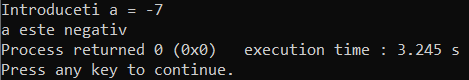 Introduceti a = -7
a este negativ
Process returned 0 (0x0)   execution time : 3.245 s
Press any key to continue.